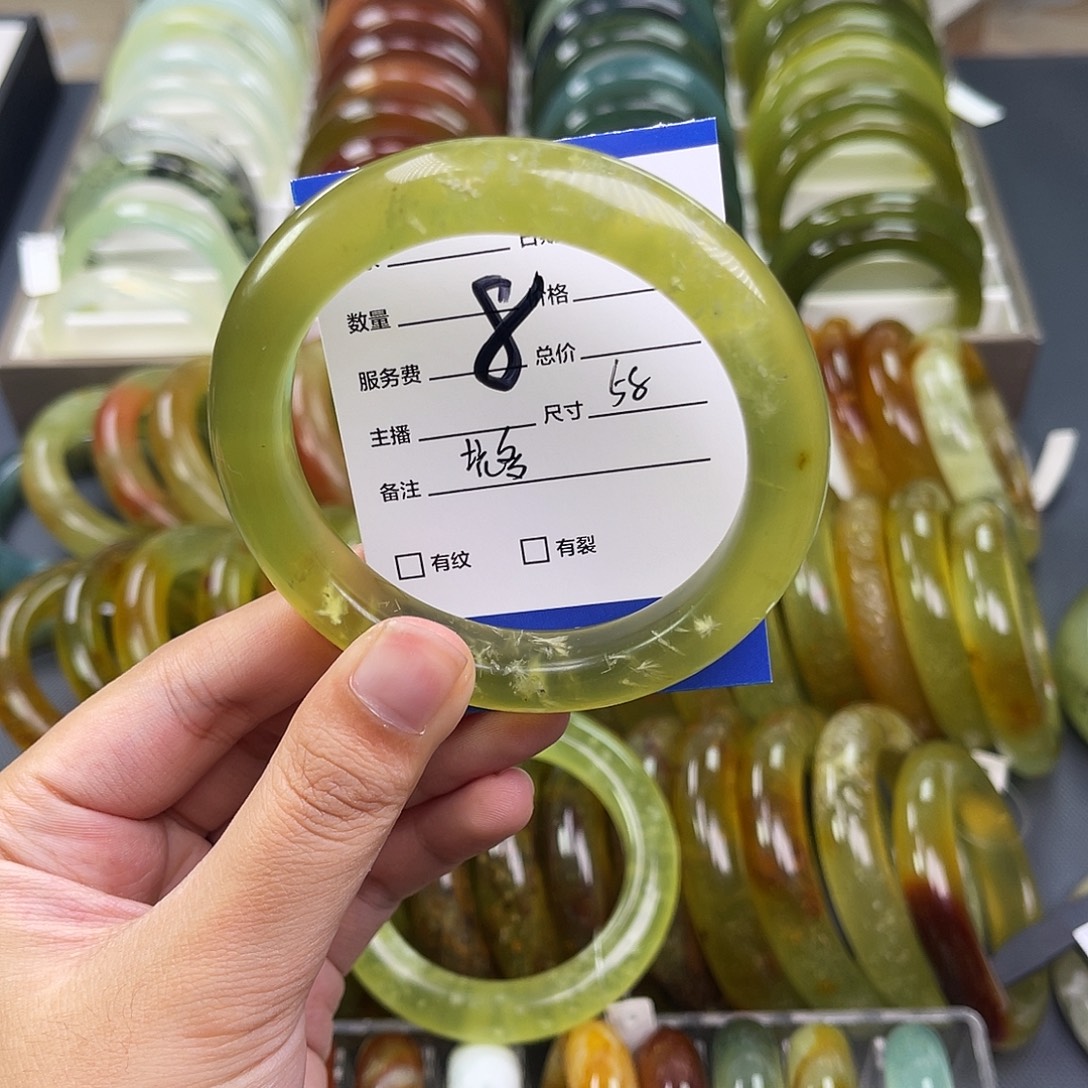 数量 8 价格
服务费 总价
主播 尺寸 58
备注
有纹 有裂